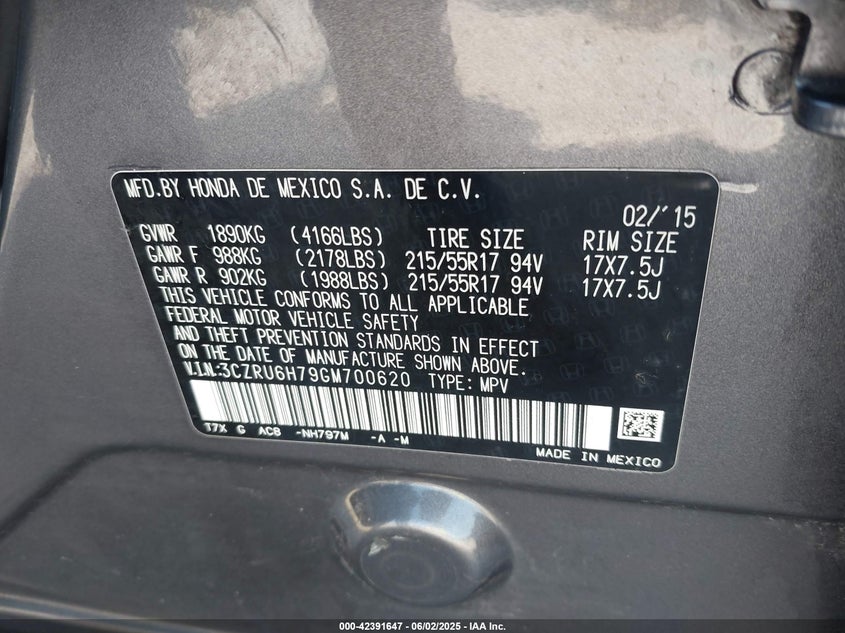 MFD.BY HONDA DE MEXICO S.A. DE C.V.
02/'15
GVWR 1890KG (4166LBS) TIRE SIZE RIM SIZE
GAWR F 988KG (2178LBS) 215/55R17 94V 17X7.5J
GAWR R 902KG (1988LBS) 215/55R17 94V 17X7.5J
THIS VEHICLE CONFORMS TO ALL APPLICABLE
FEDERAL MOTOR VEHICLE SAFETY
AND THEFT PREVENTION STANDARDS IN EFFECT
ON THE DATE OF MANUFACTURE SHOWN ABOVE.
V.I.N.:3CZRU6H79GM700620 TYPE: MPV
T7X G AC8 -NH797M -A -M
MADE IN MEXICO
000-42391647 - 06/02/2025 - IAA Inc.